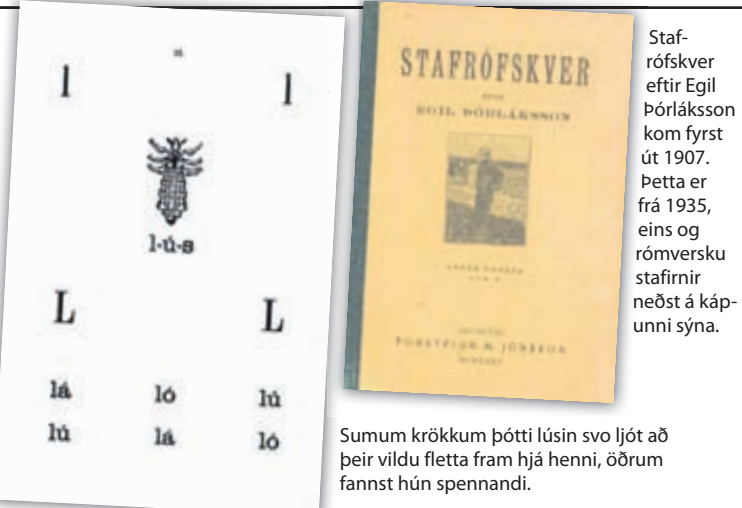 l l
l-ú-s
L L
lá ló lú
lú lá ló
STAFRÓFSKVER
EGIL ÞÓRLÁKSSON
ÞORSTEINN M. JÓNSSON
Staf-
rófskver
eftir Egil
Þórláksson
kom fyrst
út 1907.
Þetta er
frá 1935,
eins og
rómversku
stafirnir
neðst á káp-
unni sýna.
Sumum krökkum þótti lúsin svo ljót að
þeir vildu fletta fram hjá henni, öðrum
fannst hún spennandi.